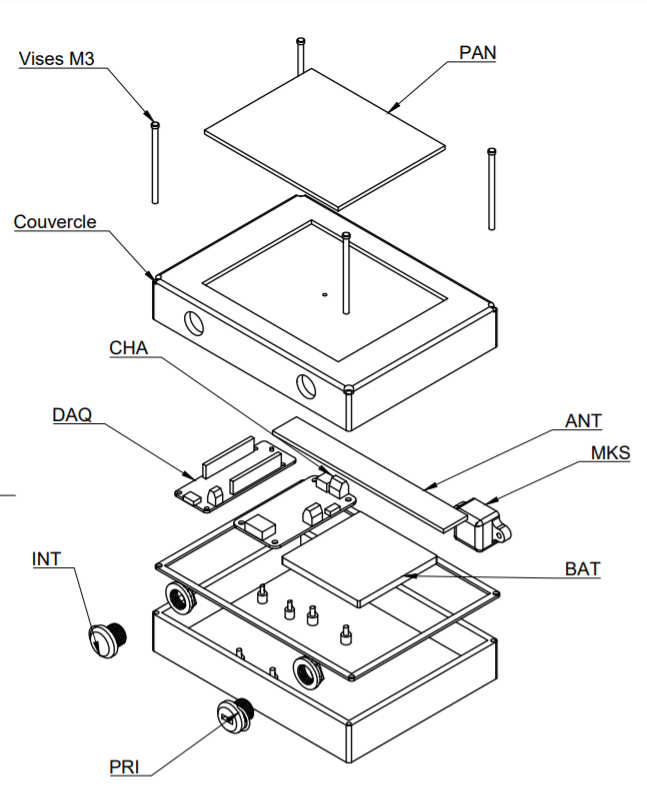 PAN
Vises M3
Couvercle
CHA
DAQ
ANT
MKS
INT
BAT
PRI